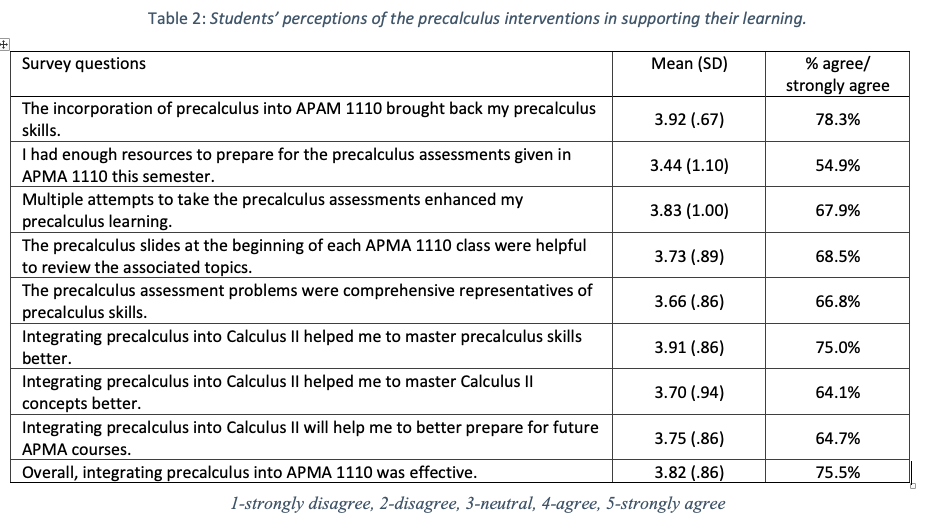 Table 2: Students' perceptions of the precalculus interventions in supporting their learning.
Survey questions
Mean (SD)
% agree/
strongly agree
The incorporation of precalculus into APAM 1110 brought back my precalculus
skills.
3.92 (.67)
78.3%
I had enough resources to prepare for the precalculus assessments given in
APMA 1110 this semester.
3.44 (1.10)
54.9%
Multiple attempts to take the precalculus assessments enhanced my
precalculus learning.
3.83 (1.00)
67.9%
The precalculus slides at the beginning of each APMA 1110 class were helpful
to review the associated topics.
3.73 (.89)
68.5%
The precalculus assessment problems were comprehensive representatives of
precalculus skills.
3.66 (.86)
66.8%
Integrating precalculus into Calculus II helped me to master precalculus skills
better.
3.91 (.86)
75.0%
Integrating precalculus into Calculus II helped me to master Calculus II
concepts better.
3.70 (.94)
64.1%
Integrating precalculus into Calculus II will help me to better prepare for future
APMA courses.
3.75 (.86)
64.7%
Overall, integrating precalculus into APMA 1110 was effective.
3.82 (.86)
75.5%
1-strongly disagree, 2-disagree, 3-neutral, 4-agree, 5-strongly agree